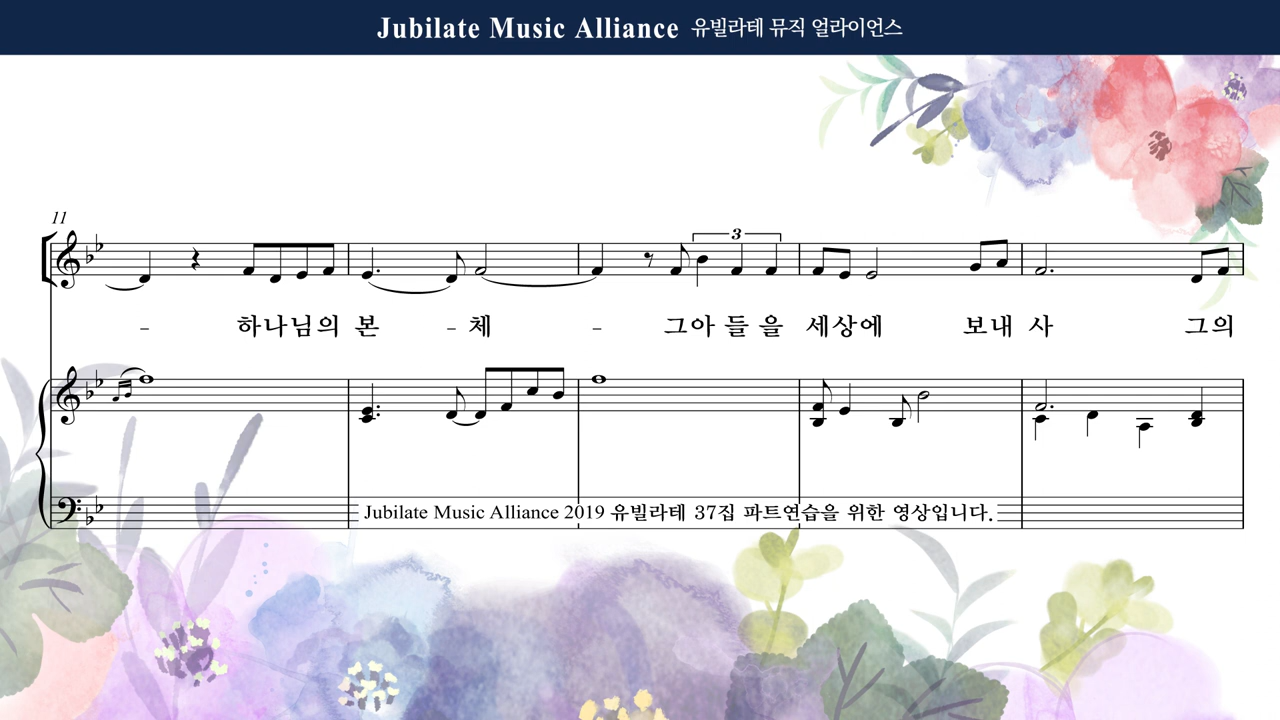 Jubilate Music Alliance 유빌라테 뮤직 얼라이언스
11
3
- 하나님의 본 - 체 - 그아 들 을 세상에 보내 사 그의
Jubilate Music Alliance 2019 유빌라테 37집 파트연습을 위한 영상입니다.